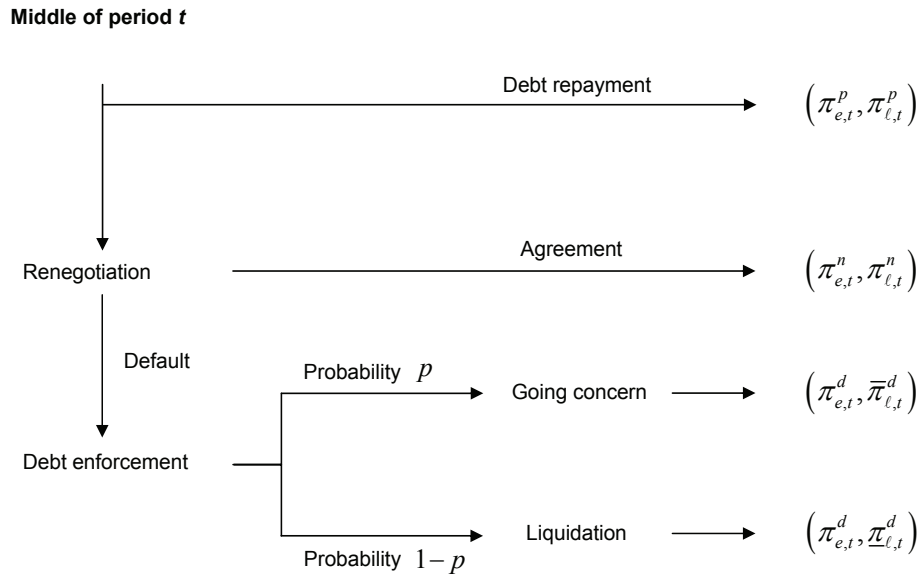 Middle of period t
Debt repayment
(π^p_{e,t}, π^p_{ℓ,t})
Renegotiation
Agreement
(π^n_{e,t}, π^n_{ℓ,t})
Default
Probability p
Going concern
(π^d_{e,t}, π̅^d_{ℓ,t})
Debt enforcement
Probability 1−p
Liquidation
(π^d_{e,t}, π̲^d_{ℓ,t})